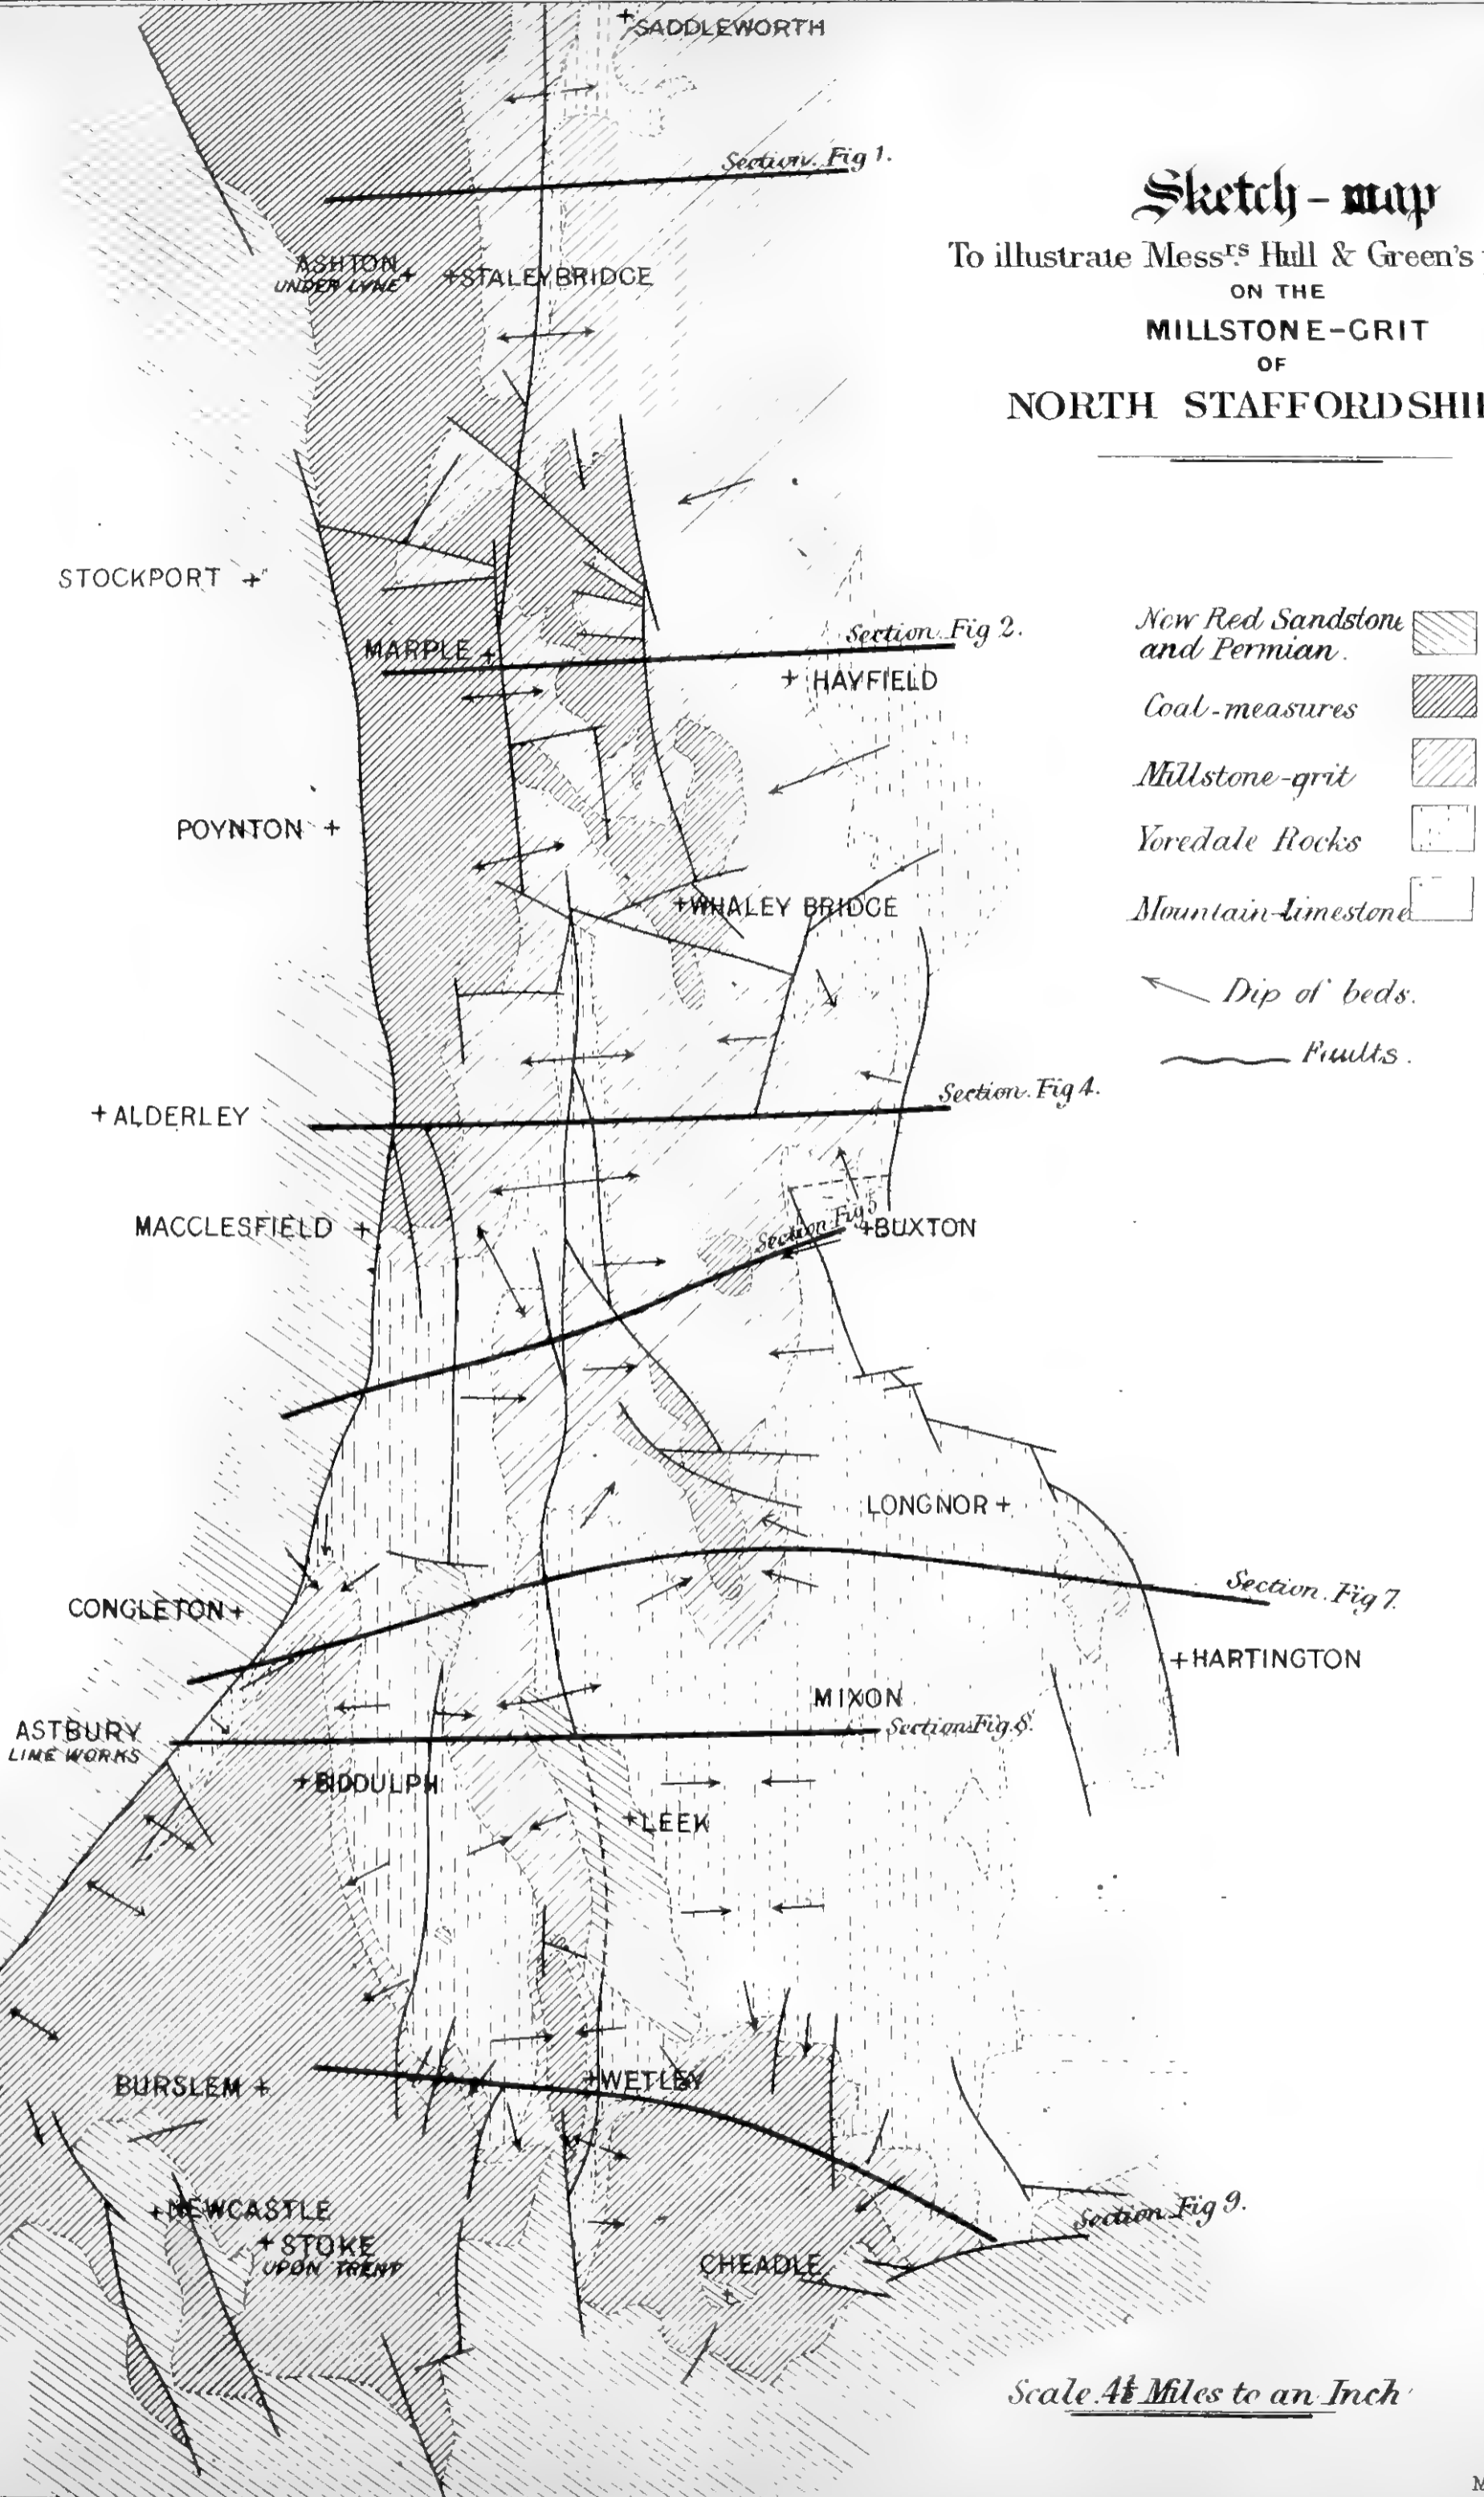 +SADDLEWORTH
Section. Fig 1.
Sketch-map
To illustrate Messrs. Hull & Green's
ON THE
MILLSTONE-GRIT
OF
NORTH STAFFORDSHI
ASHTON
UNDER LYNE +
+STALEYBRIDGE
STOCKPORT +
MARPLE +
Section. Fig 2.
+ HAYFIELD
New Red Sandstone
and Permian.
Coal-measures
Millstone-grit
Yoredale Rocks
Mountain-limestone
Dip of beds.
Faults.
POYNTON +
+WHALEY BRIDGE
+ ALDERLEY
Section. Fig 4.
MACCLESFIELD +
Section Fig 5
+BUXTON
LONGNOR +
CONGLETON +
Section. Fig 7.
+HARTINGTON
MIXON
ASTBURY
LIME WORKS
Section. Fig. 8.
+BIDDULPH
+LEEK
BURSLEM +
+WETLEY
+NEWCASTLE
+ STOKE
UPON TRENT
CHEADLE
+
Section Fig 9.
Scale. 4½ Miles to an Inch